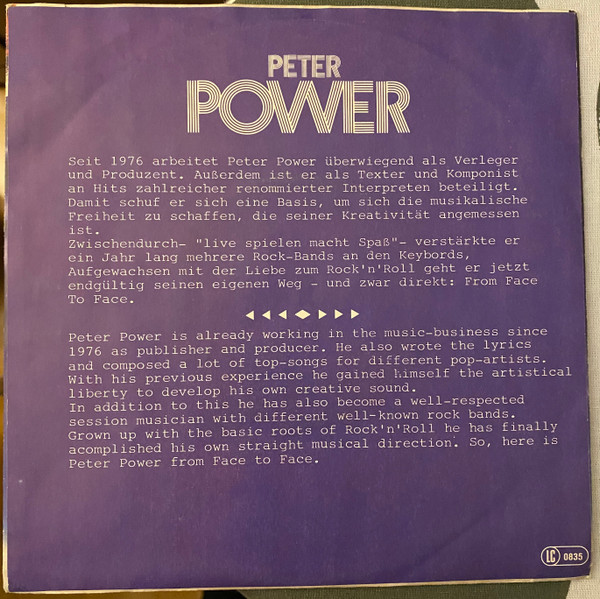 PETER
POWER
Seit 1976 arbeitet Peter Power überwiegend als Verleger
und Produzent. Außerdem ist er als Texter und Komponist
an Hits zahlreicher renommierter Interpreten beteiligt.
Damit schuf er sich eine Basis, um sich die musikalische
Freiheit zu schaffen, die seiner Kreativität angemessen
ist.
Zwischendurch- "live spielen macht Spaß"- verstärkte er
ein Jahr lang mehrere Rock-Bands an den Keybords,
Aufgewachsen mit der Liebe zum Rock'n'Roll geht er jetzt
endgültig seinen eigenen Weg - und zwar direkt: From Face
To Face.
Peter Power is already working in the music-business since
1976 as publisher and producer. He also wrote the lyrics
and composed a lot of top-songs for different pop-artists.
With his previous experience he gained himself the artistical
liberty to develop his own creative sound.
In addition to this he has also become a well-respected
session musician with different well-known rock bands.
Grown up with the basic roots of Rock'n'Roll he has finally
acomplished his own straight musical direction. So, here is
Peter Power from Face to Face.
LC 0835